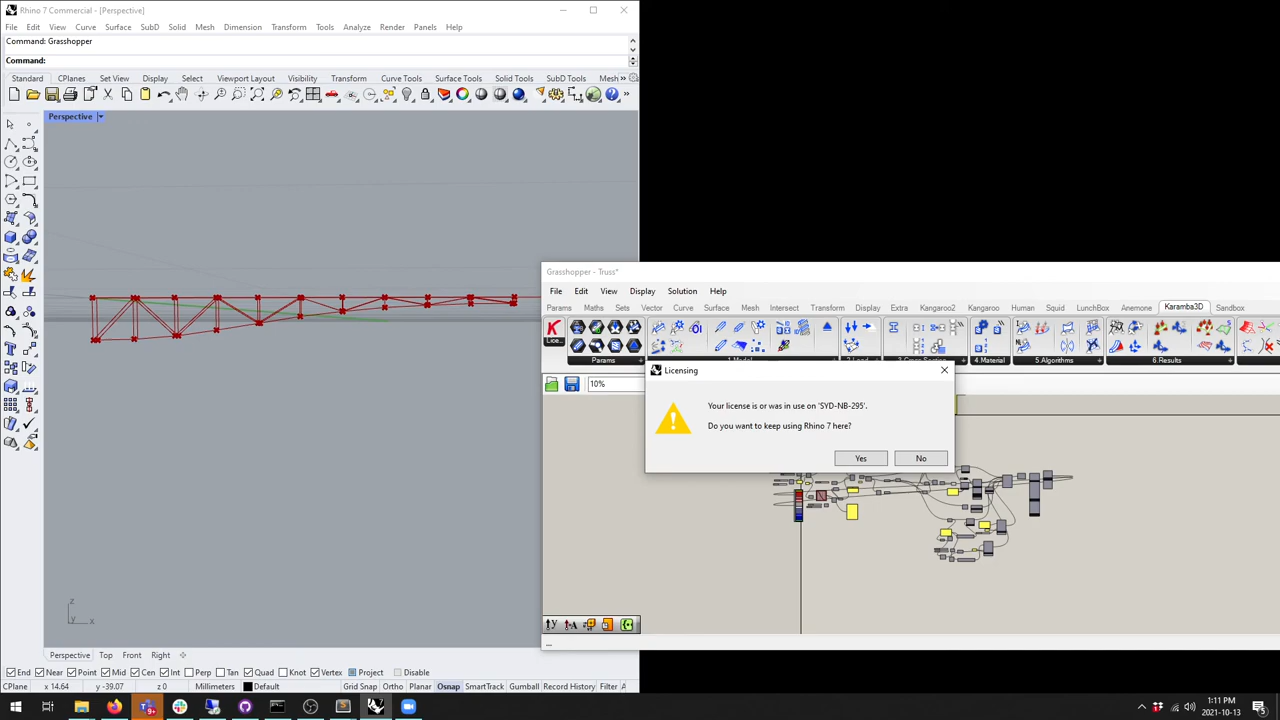 Rhino 7 Commercial - [Perspective]
File Edit View Curve Surface SubD Solid Mesh Dimension Transform Tools Analyze Render Panels Help
Command: Grasshopper
Command:
Standard CPlanes Set View Display Select Viewport Layout Visibility Transform Curve Tools Surface Tools Solid Tools SubD Tools Mesh
Perspective
Grasshopper - Truss*
File Edit View Display Solution Help
Params Maths Sets Vector Curve Surface Mesh Intersect Transform Display Extra Kangaroo2 Kangaroo Human Squid LunchBox Anemone Karamba3D Sandbox
Lice...
Params 4.Material 5.Algorithms 6.Results
Licensing
10%
Your license is or was in use on 'SYD-NB-295'.
Do you want to keep using Rhino 7 here?
Yes No
z
y x
...
Perspective Top Front Right
End Near Point Mid Cen Int Perp Tan Quad Knot Vertex Project Disable
CPlane x 14.64 y -39.07 z 0 Millimeters Default Grid Snap Ortho Planar Osnap SmartTrack Gumball Record History Filter A
1:11 PM
2021-10-13